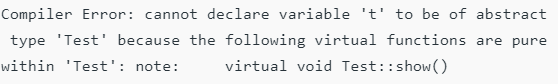 Compiler Error: cannot declare variable 't' to be of abstract
type 'Test' because the following virtual functions are pure
within 'Test': note:     virtual void Test::show()